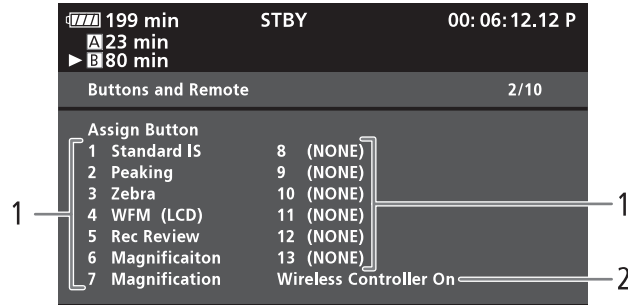 199 min STBY 00: 06: 12.12 P
A 23 min
B 80 min
Buttons and Remote 2/10
Assign Button
1 Standard IS 8 (NONE)
2 Peaking 9 (NONE)
3 Zebra 10 (NONE)
4 WFM (LCD) 11 (NONE)
5 Rec Review 12 (NONE)
6 Magnificaiton 13 (NONE)
7 Magnification Wireless Controller On
1
1
2